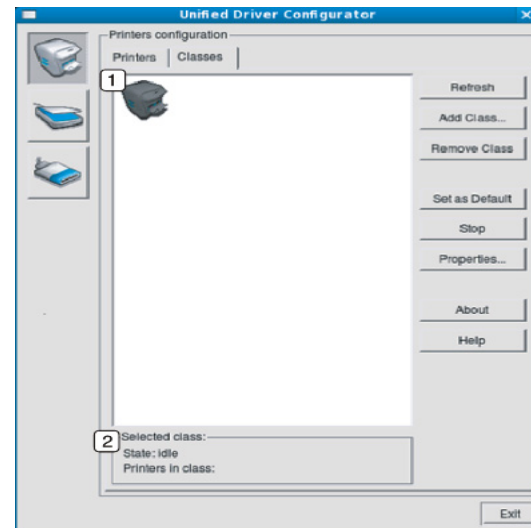 Unified Driver Configurator
Printers configuration
Printers Classes
1
Refresh
Add Class...
Remove Class
Set as Default
Stop
Properties...
About
Help
2
Selected class:
State: idle
Printers in class:
Exit